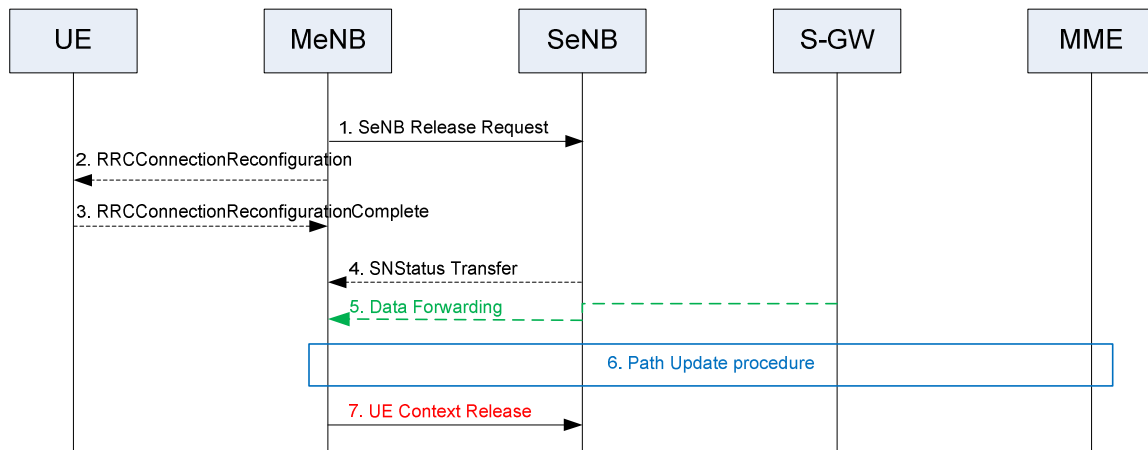 UE
MeNB
SeNB
S-GW
MME
1. SeNB Release Request
2. RRCConnectionReconfiguration
3. RRCConnectionReconfigurationComplete
4. SNStatus Transfer
5. Data Forwarding
6. Path Update procedure
7. UE Context Release